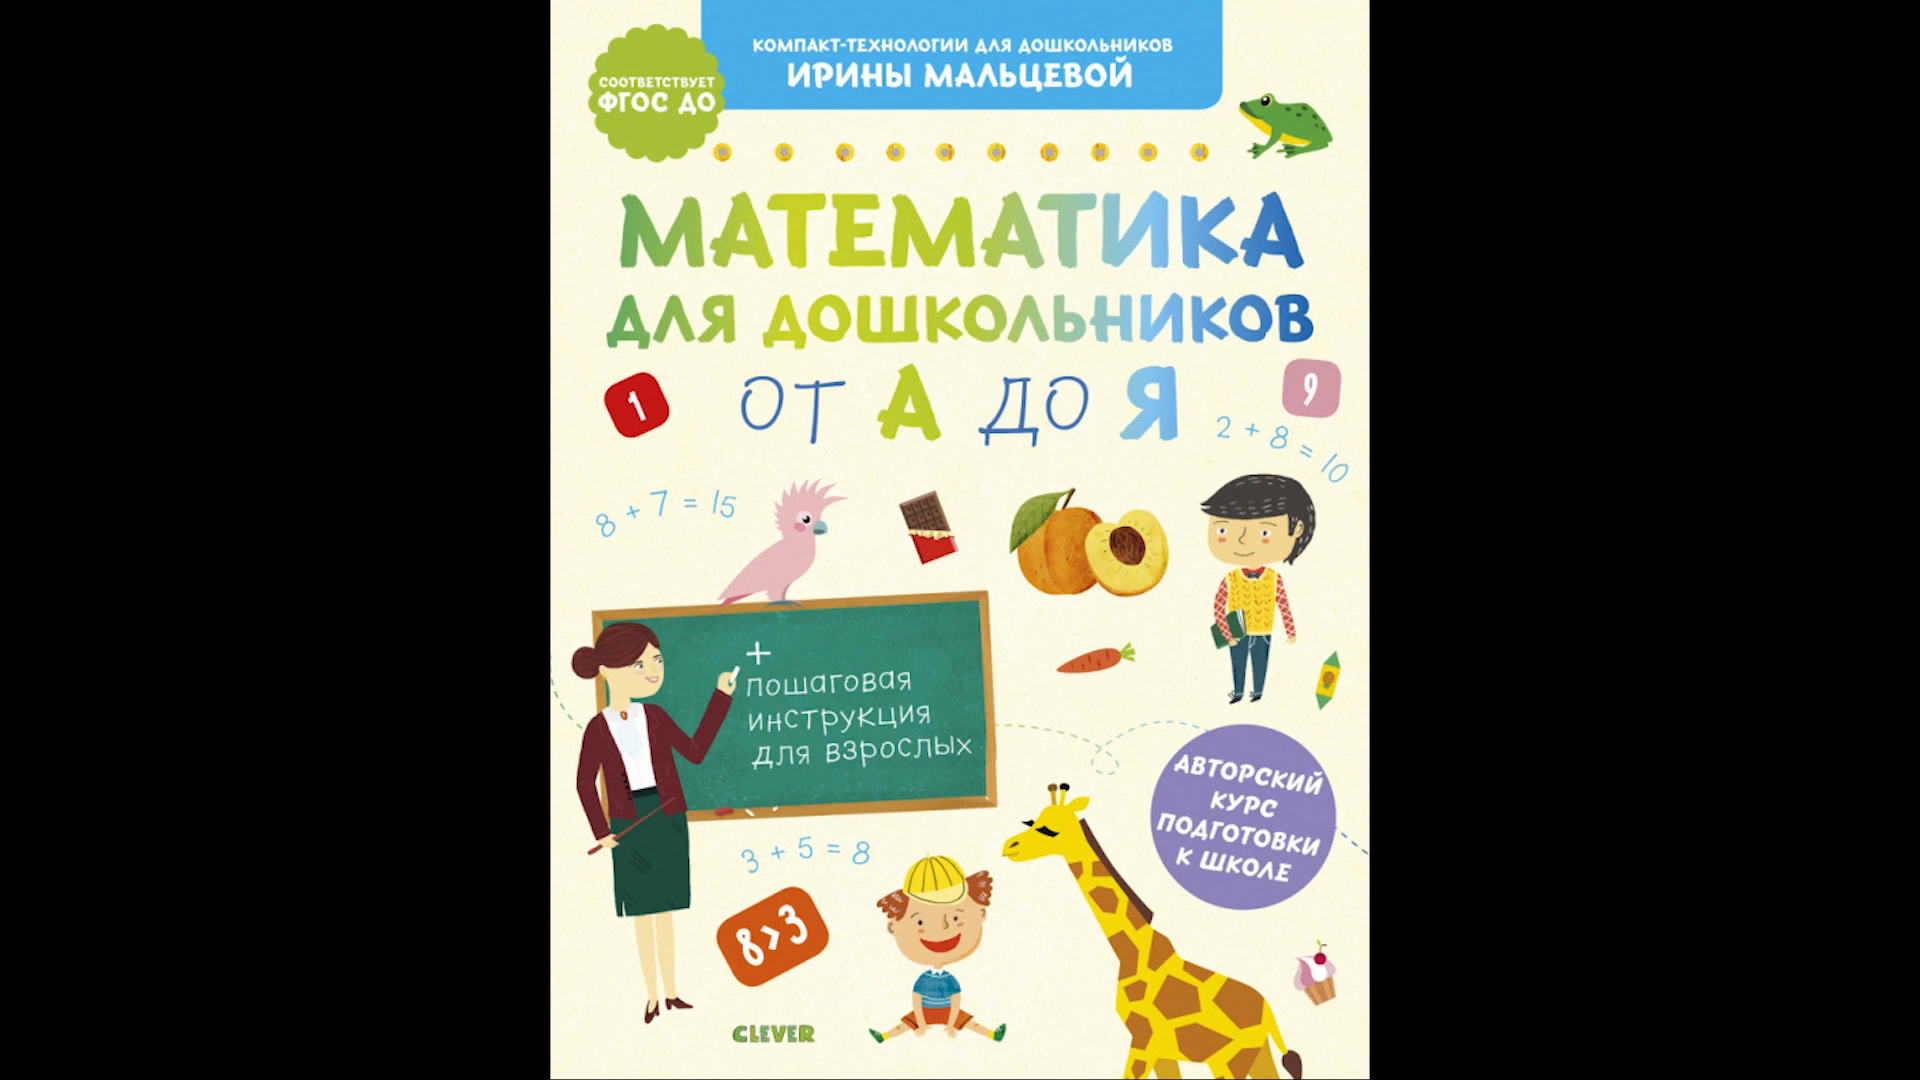 КОМПАКТ-ТЕХНОЛОГИИ ДЛЯ ДОШКОЛЬНИКОВ
ИРИНЫ МАЛЬЦЕВОЙ
СООТВЕТСТВУЕТ
ФГОС ДО
МАТЕМАТИКА
ДЛЯ ДОШКОЛЬНИКОВ
ОТ А ДО Я
1
9
2 + 8 = 10
8 + 7 = 15
+
пошаговая
инструкция
для взрослых
АВТОРСКИЙ
КУРС
ПОДГОТОВКИ
К ШКОЛЕ
3 + 5 = 8
8>3
CLEVER